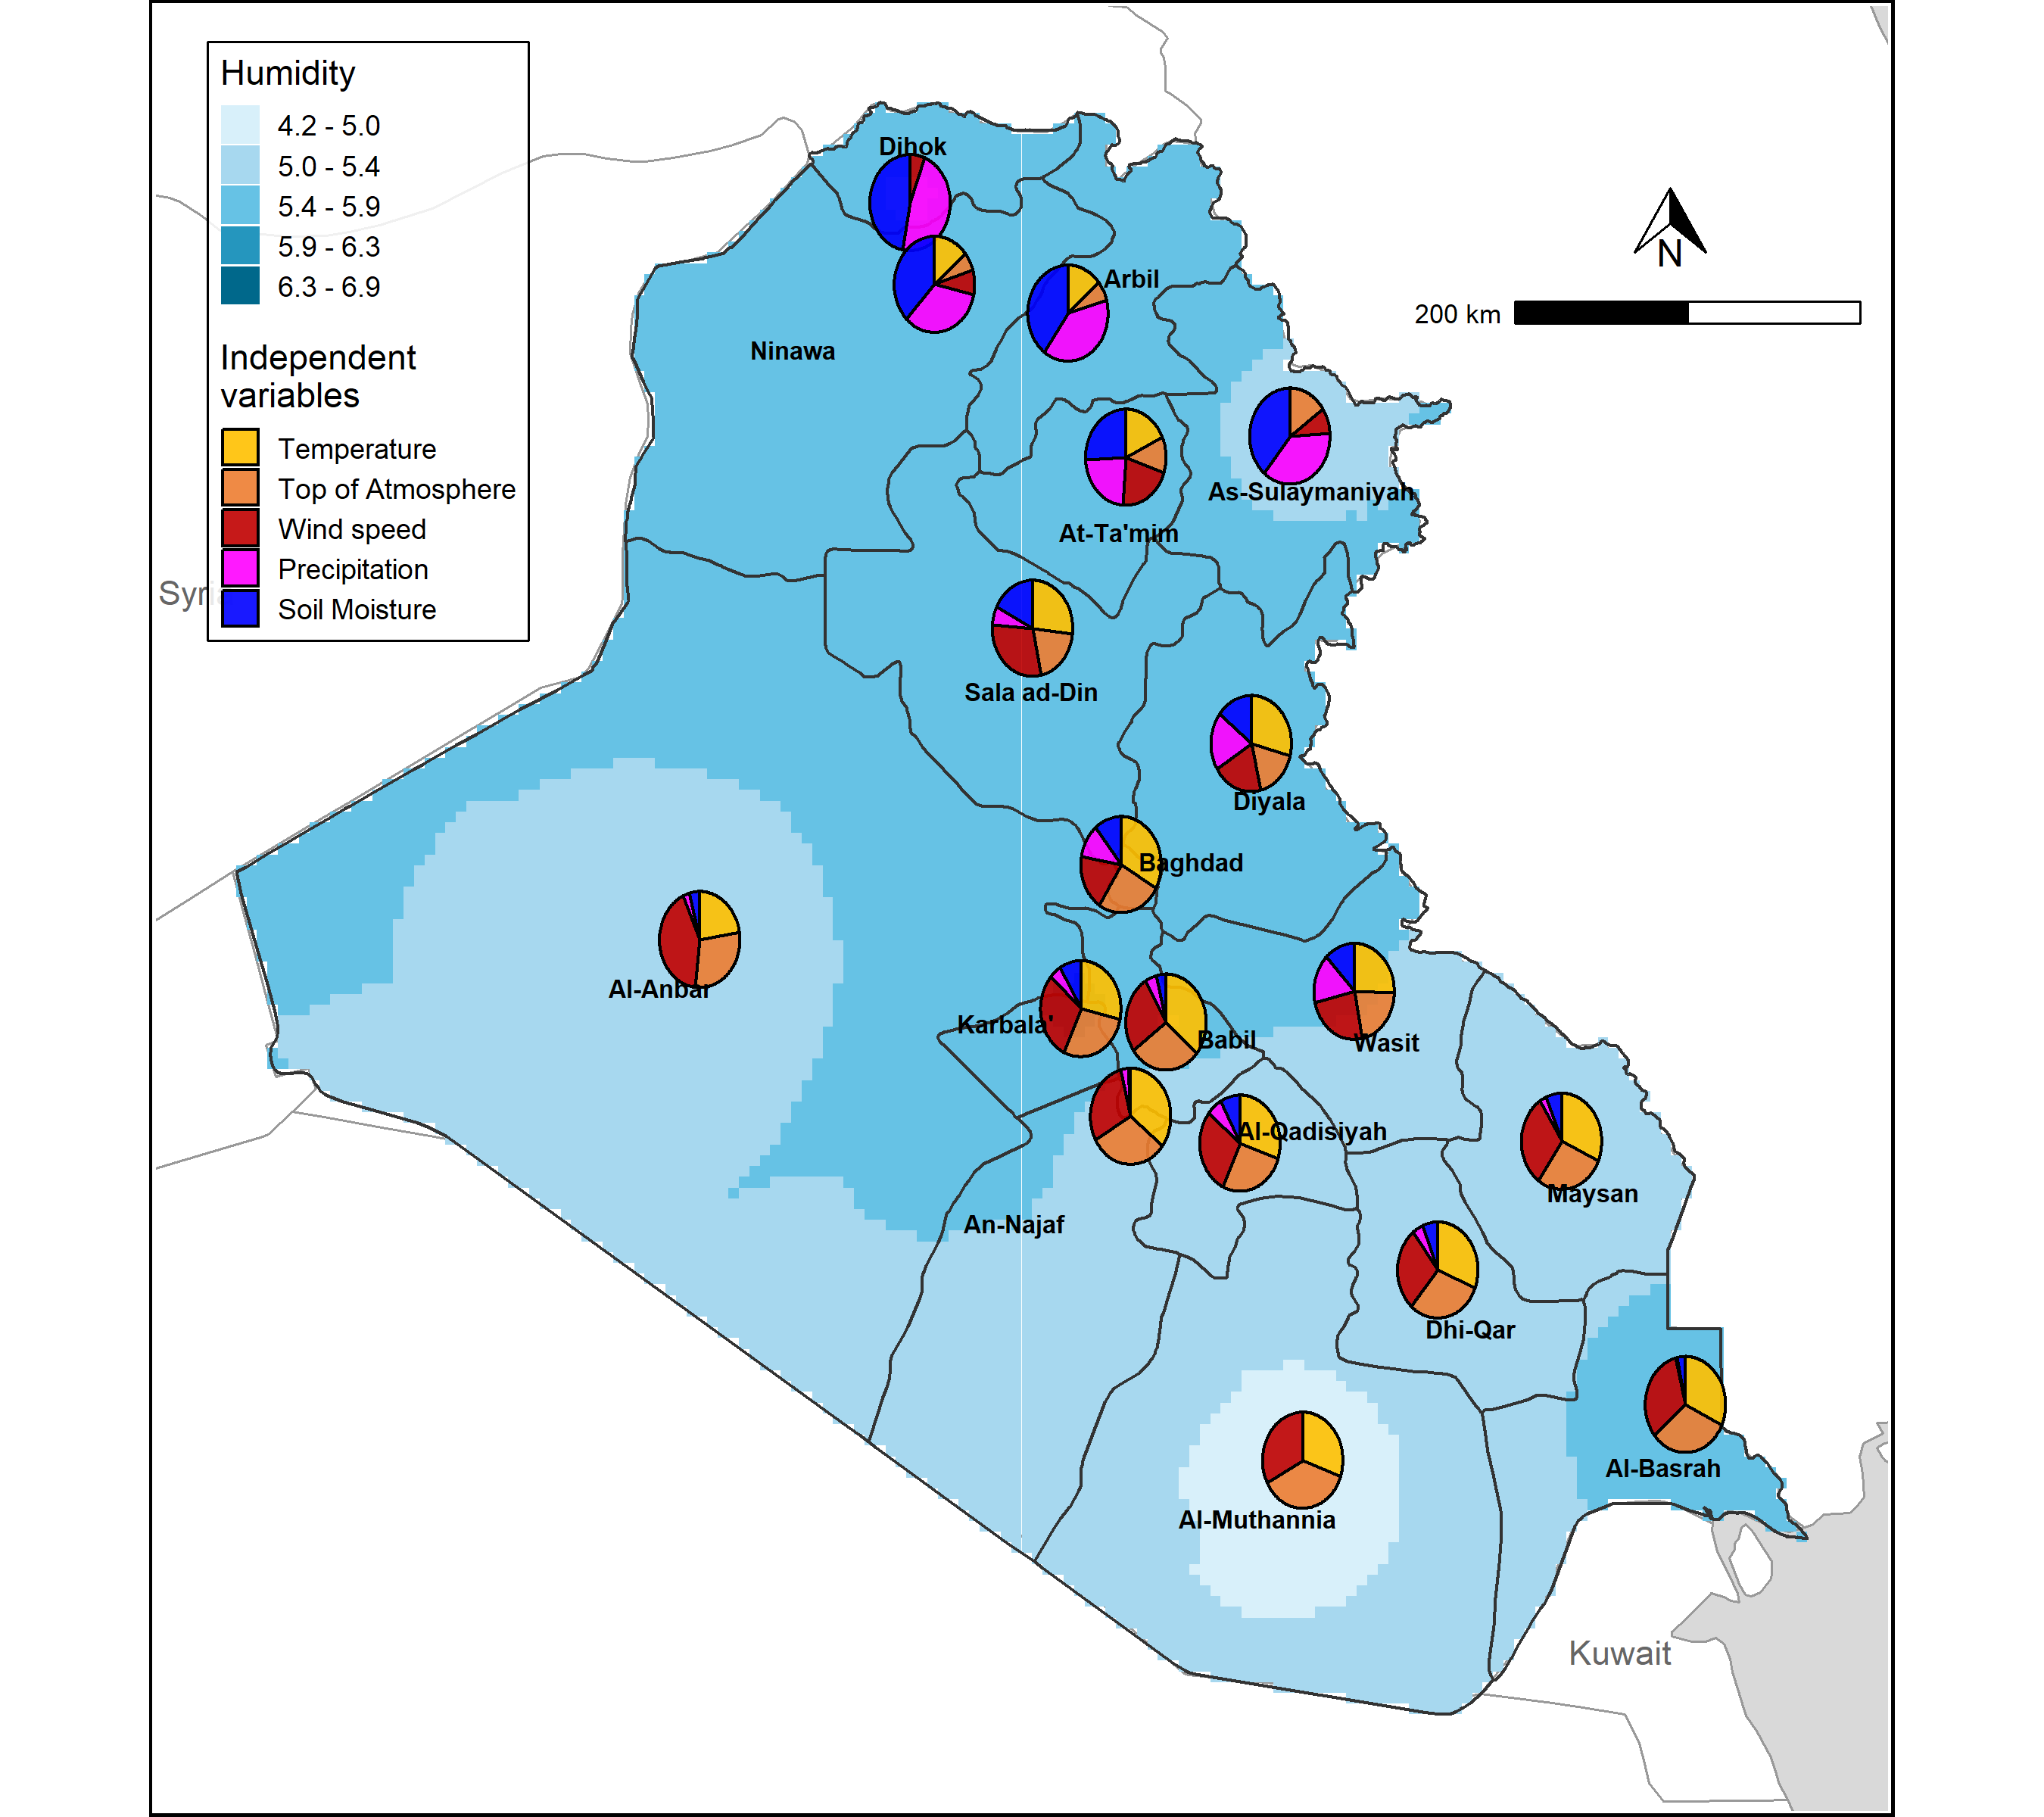 Humidity
4.2 - 5.0
5.0 - 5.4
5.4 - 5.9
5.9 - 6.3
6.3 - 6.9
Independent
variables
Temperature
Top of Atmosphere
Wind speed
Precipitation
Soil Moisture
Syria
N
200 km
Dihok
Arbil
Ninawa
As-Sulaymaniyah
At-Ta'mim
Sala ad-Din
Diyala
Baghdad
Al-Anbar
Karbala'
Babil
Wasit
Al-Qadisiyah
Maysan
An-Najaf
Dhi-Qar
Al-Basrah
Al-Muthannia
Kuwait